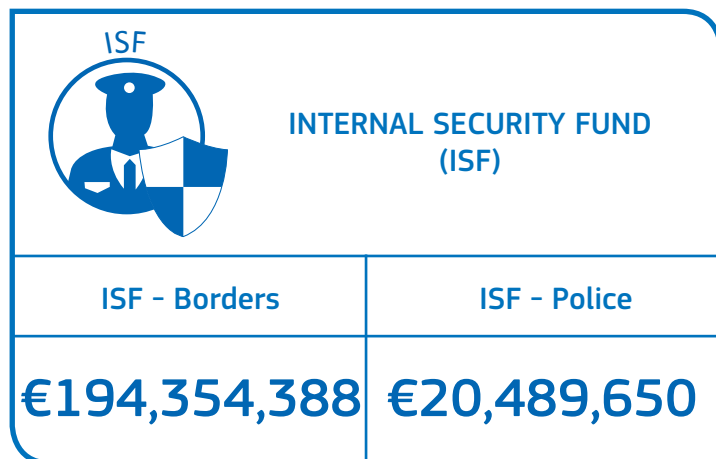 ISF
INTERNAL SECURITY FUND
(ISF)
ISF - Borders
ISF - Police
€194,354,388
€20,489,650